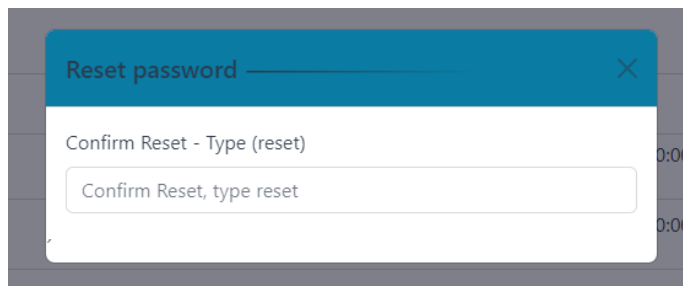 Reset password
Confirm Reset - Type (reset)
Confirm Reset, type reset